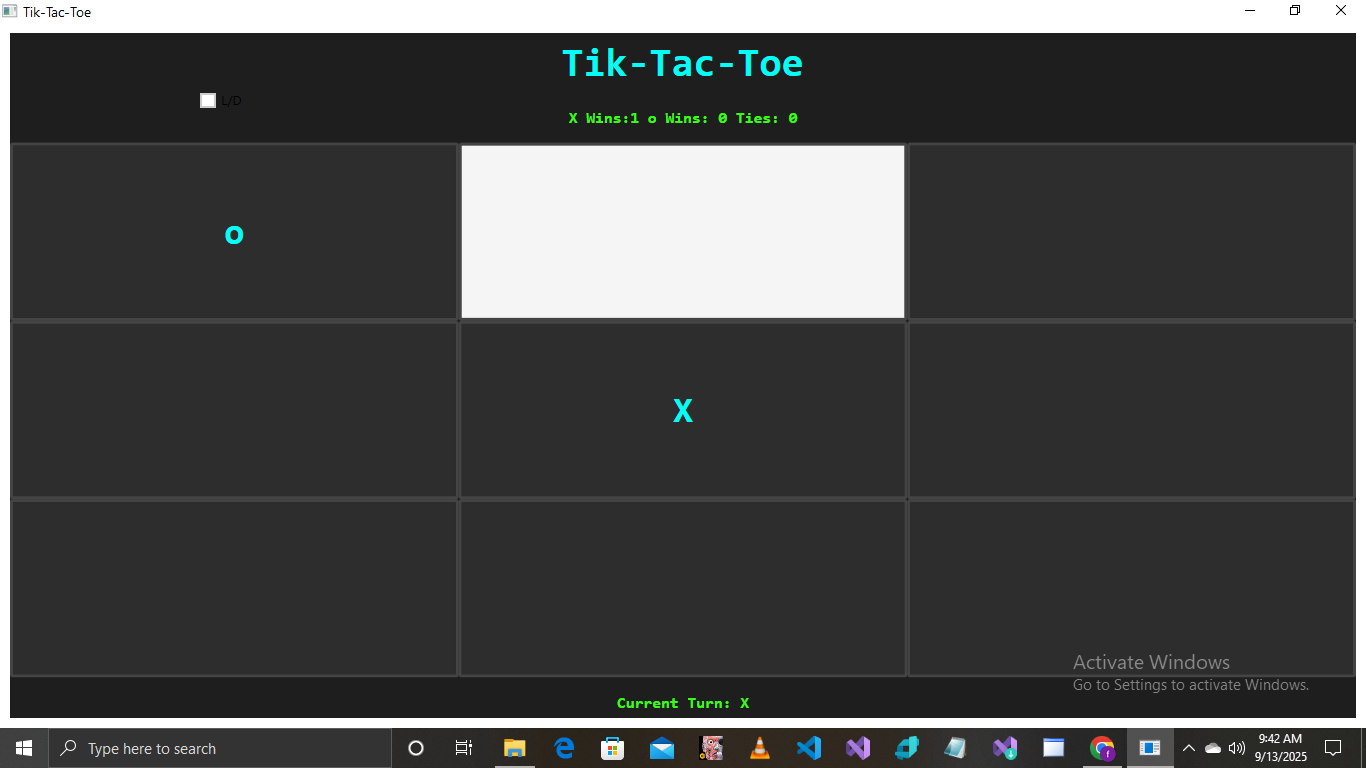 Tik-Tac-Toe
Tik-Tac-Toe
L/D
X Wins:1 o Wins: 0 Ties: 0
o
X
Activate Windows
Go to Settings to activate Windows.
Current Turn: X
Type here to search
9:42 AM
9/13/2025